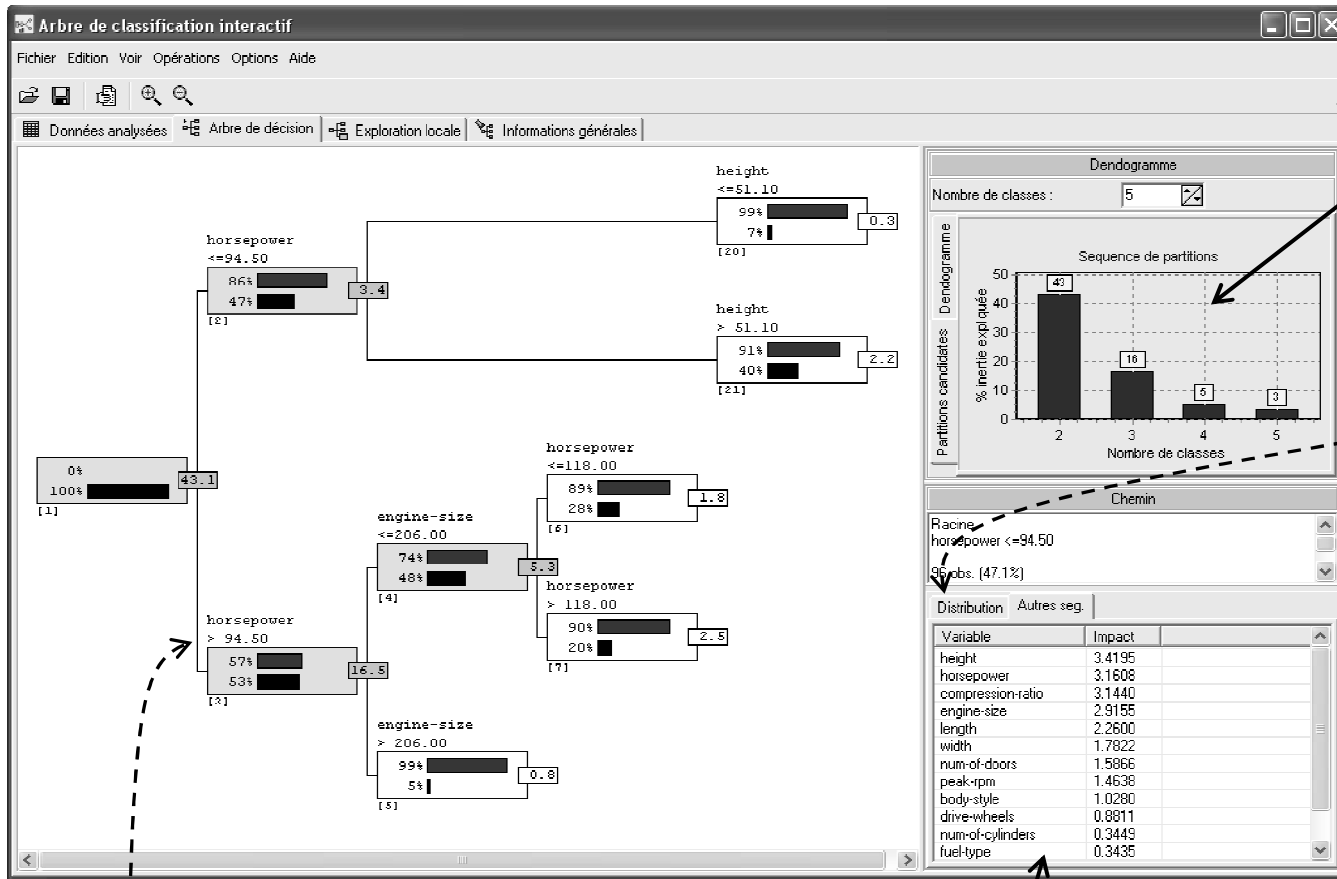 Arbre de classification interactif
Fichier Edition Voir Opérations Options Aide
Données analysées Arbre de décision Exploration locale Informations générales
height
<=51.10
99%
7%
0.3
[20]
horsepower
<=94.50
86%
47%
3.4
[2]
height
> 51.10
91%
40%
2.2
[21]
0%
100%
43.1
[1]
horsepower
<=118.00
89%
28%
1.8
[6]
engine-size
<=206.00
74%
48%
5.3
[4]
horsepower
> 118.00
90%
20%
2.5
[7]
horsepower
> 94.50
57%
53%
16.5
[3]
engine-size
> 206.00
99%
5%
0.8
[5]
Dendogramme
Nombre de classes : 5
Dendogramme
Partitions candidates
Sequence de partitions
% inertie expliquée
50
40
30
20
10
0
43
16
5
3
2 3 4 5
Nombre de classes
Chemin
Racine
horsepower <=94.50
96 obs. (47.1%)
Distribution Autres seg.
Variable Impact
height 3.4195
horsepower 3.1608
compression-ratio 3.1440
engine-size 2.9155
length 2.2600
width 1.7822
num-of-doors 1.5866
peak-rpm 1.4638
body-style 1.0280
drive-wheels 0.8811
num-of-cylinders 0.3449
fuel-type 0.3435